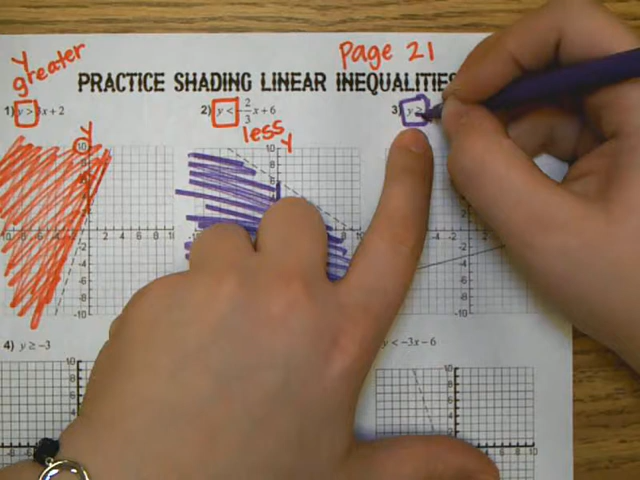 Y
greater
Page 21
PRACTICE SHADING LINEAR INEQUALITIES
1) y > 3x + 2
2) y < -2/3 x + 6
3) y
less
Y
Y
4) y ≥ -3
y < -3x - 6